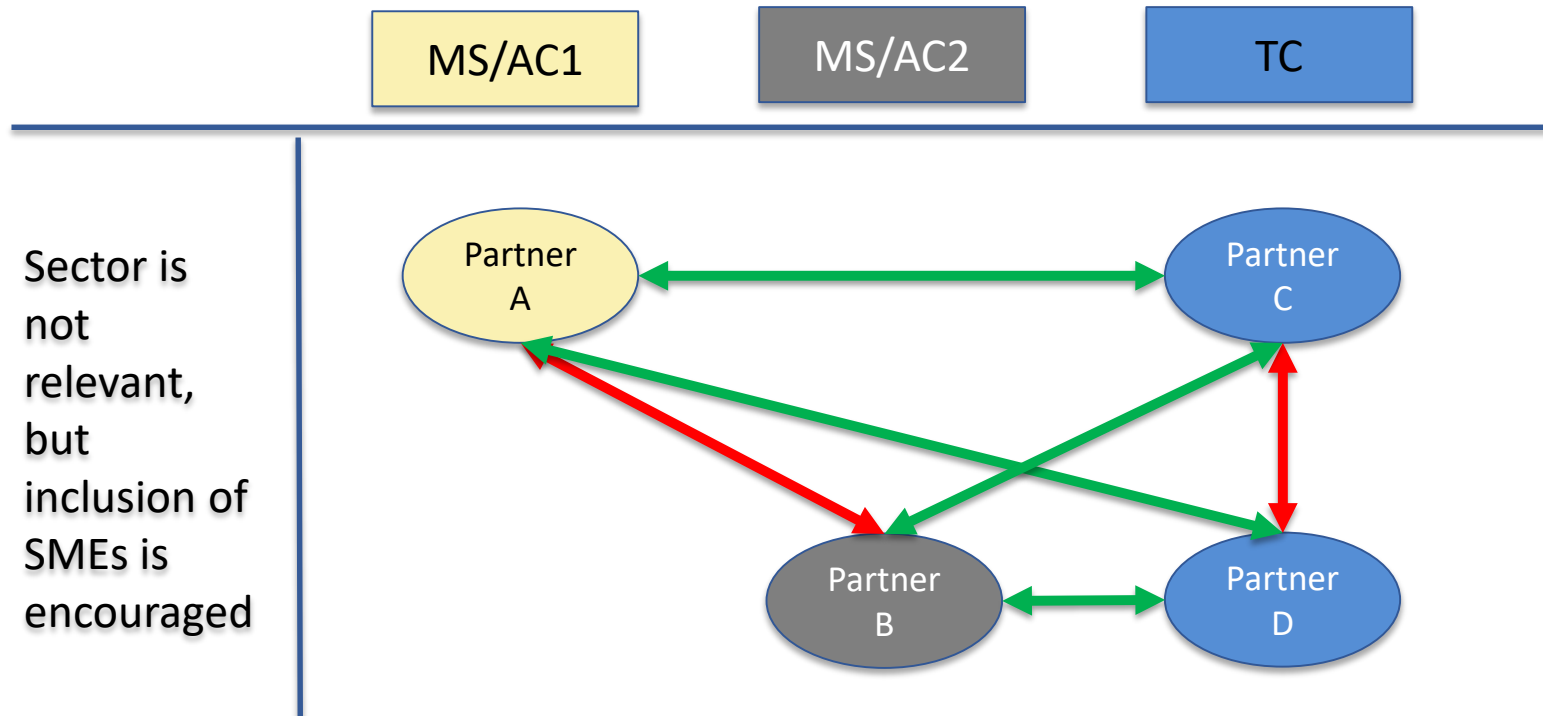 MS/AC1
MS/AC2
TC
Sector is
not
relevant,
but
inclusion of
SMEs is
encouraged
Partner
A
Partner
C
Partner
B
Partner
D